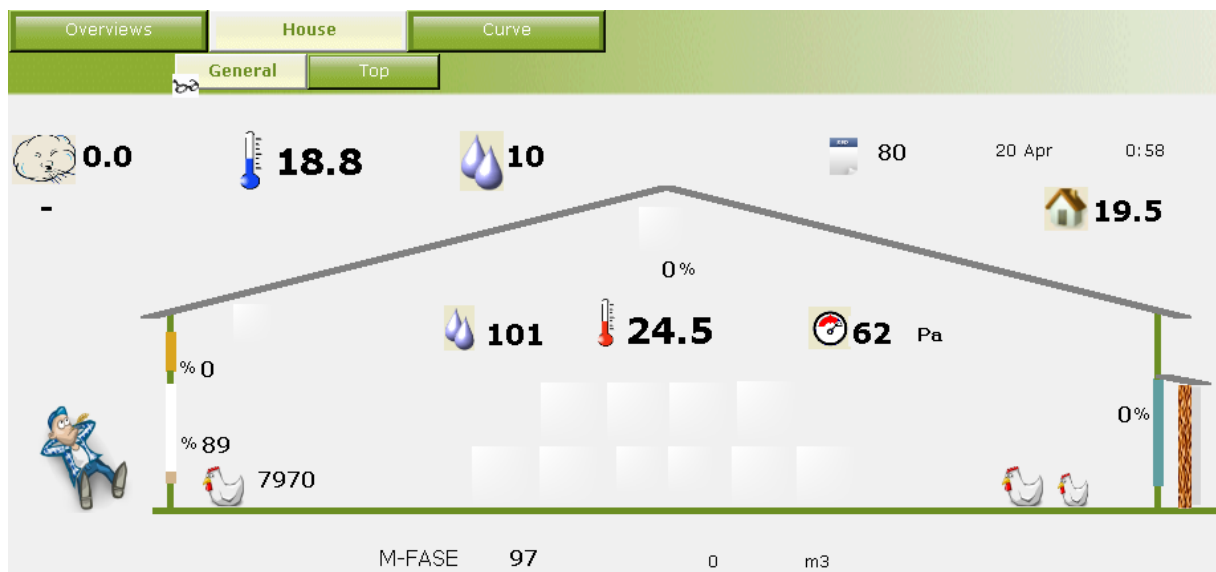 Overviews House Curve
General Top
0.0 18.8 10 80 20 Apr 0:58
- 19.5
0%
101 24.5 62 Pa
% 0
0%
% 89
7970
M-FASE 97 0 m3